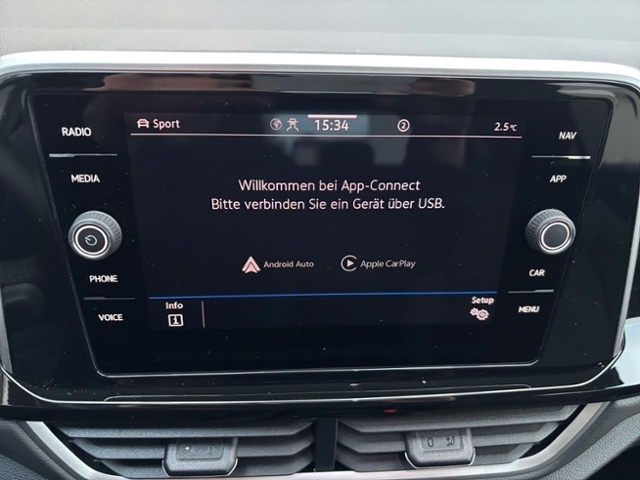 RADIO
MEDIA
PHONE
VOICE
Sport
15:34
2
2.5°C
Willkommen bei App-Connect
Bitte verbinden Sie ein Gerät über USB.
Android Auto
Apple CarPlay
Info
i
Setup
NAV
APP
CAR
MENU
0